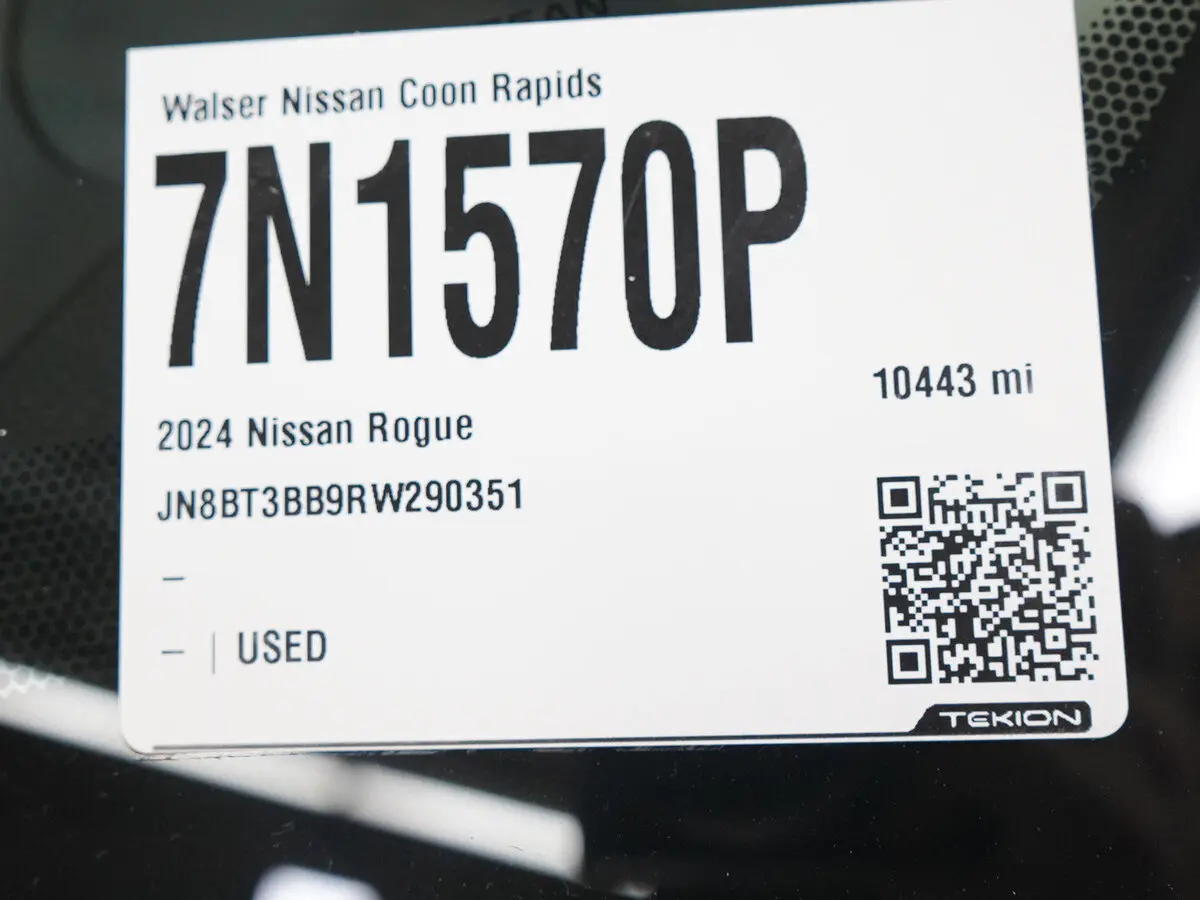 Walser Nissan Coon Rapids
7N1570P
10443 mi
2024 Nissan Rogue
JN8BT3BB9RW290351
–
– | USED
TEKION